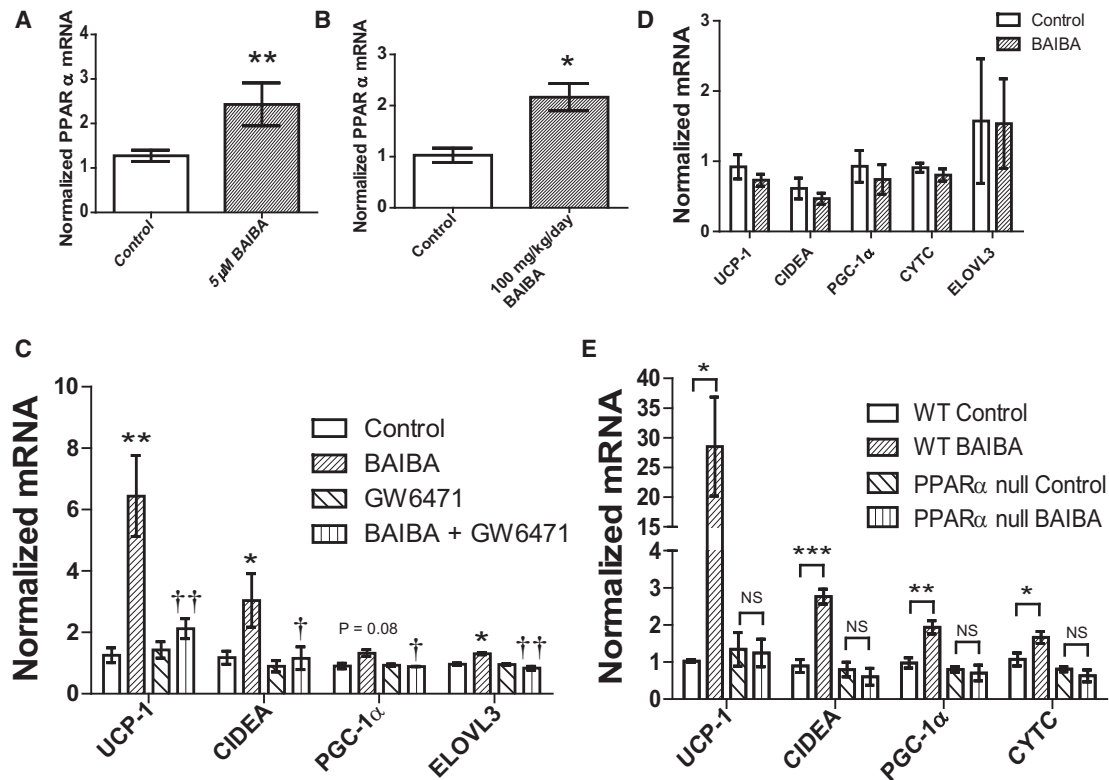 A
Normalized PPAR α mRNA
4
3
2
1
0
**
Control
5 µM BAIBA
B
Normalized PPAR α mRNA
3
2
1
0
*
Control
100 mg/kg/day
BAIBA
D
Normalized mRNA
3
2
1
0
Control
BAIBA
UCP-1
CIDEA
PGC-1α
CYTC
ELOVL3
C
Normalized mRNA
10
8
6
4
2
0
Control
BAIBA
GW6471
BAIBA + GW6471
**
††
*
†
P = 0.08
†
*
††
UCP-1
CIDEA
PGC-1α
ELOVL3
E
Normalized mRNA
40
35
30
25
20
15
4
3
2
1
0
WT Control
WT BAIBA
PPARα null Control
PPARα null BAIBA
*
NS
***
NS
**
NS
*
NS
UCP-1
CIDEA
PGC-1α
CYTC